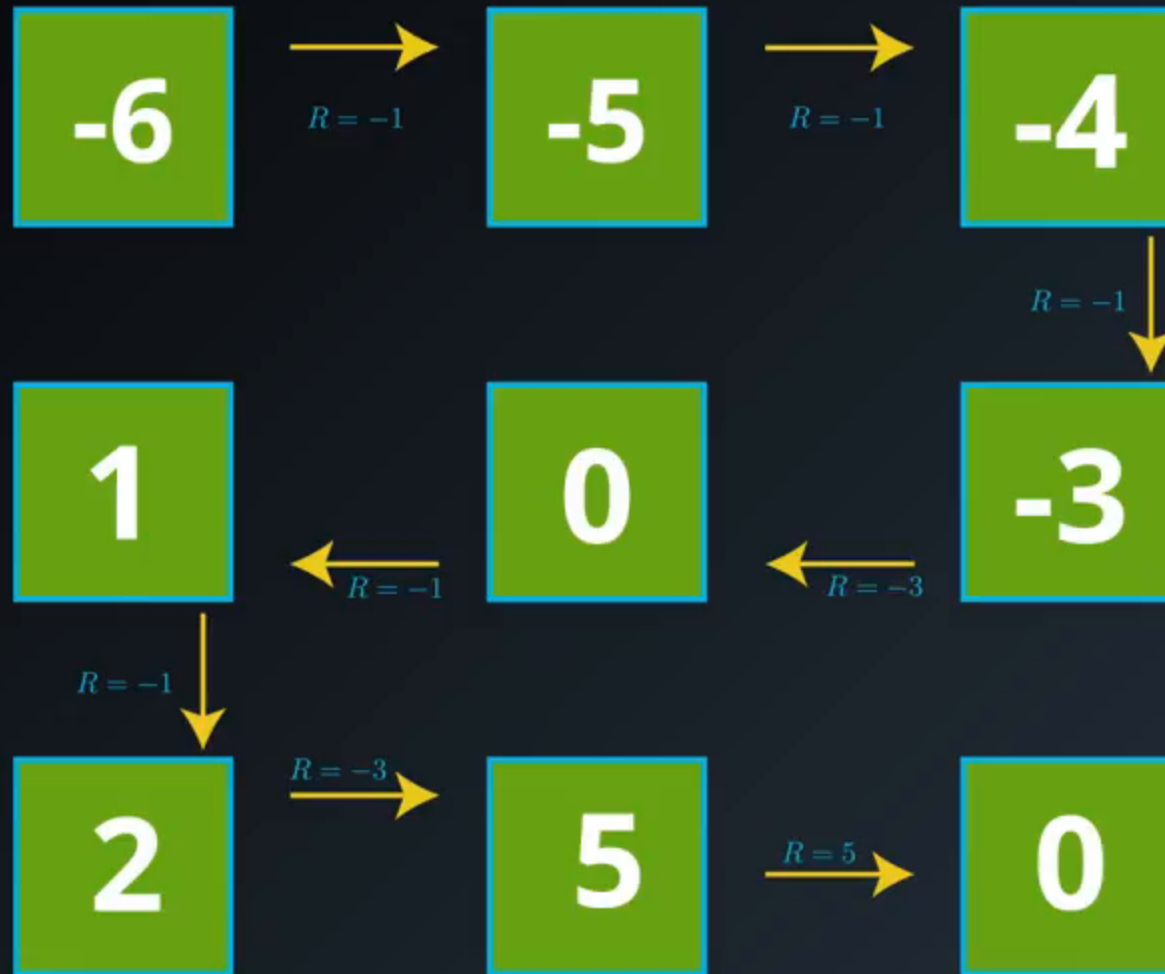 -6
R = −1
-5
R = −1
-4
R = −1
1
R = −1
0
R = −3
-3
R = −1
2
R = −3
5
R = 5
0